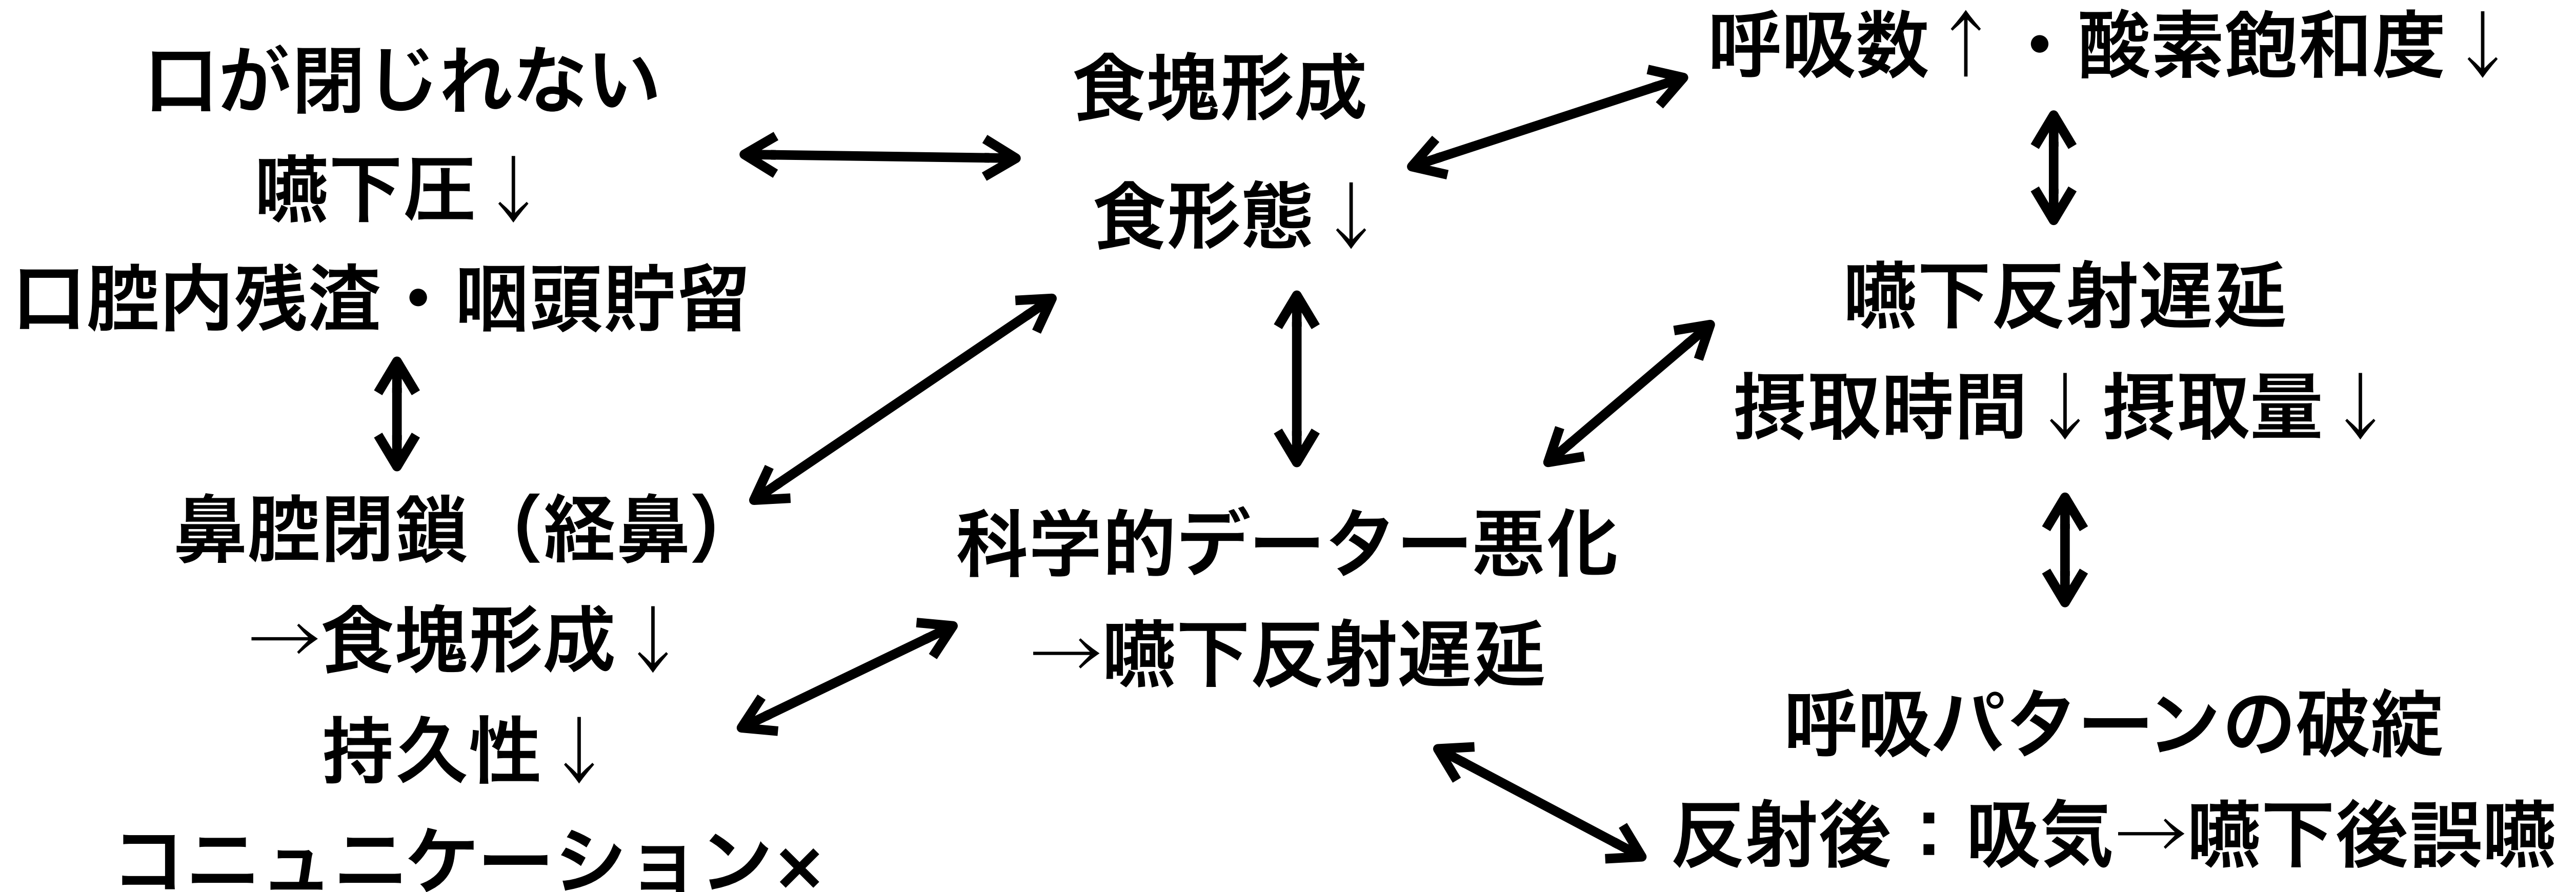 口が閉じれない
嚥下圧↓
口腔内残渣・咽頭貯留
鼻腔閉鎖（経鼻）
→食塊形成↓
持久性↓
コニュニケーション×
食塊形成
食形態↓
科学的データー悪化
→嚥下反射遅延
呼吸数↑・酸素飽和度↓
嚥下反射遅延
摂取時間↓摂取量↓
呼吸パターンの破綻
反射後：吸気→嚥下後誤嚥